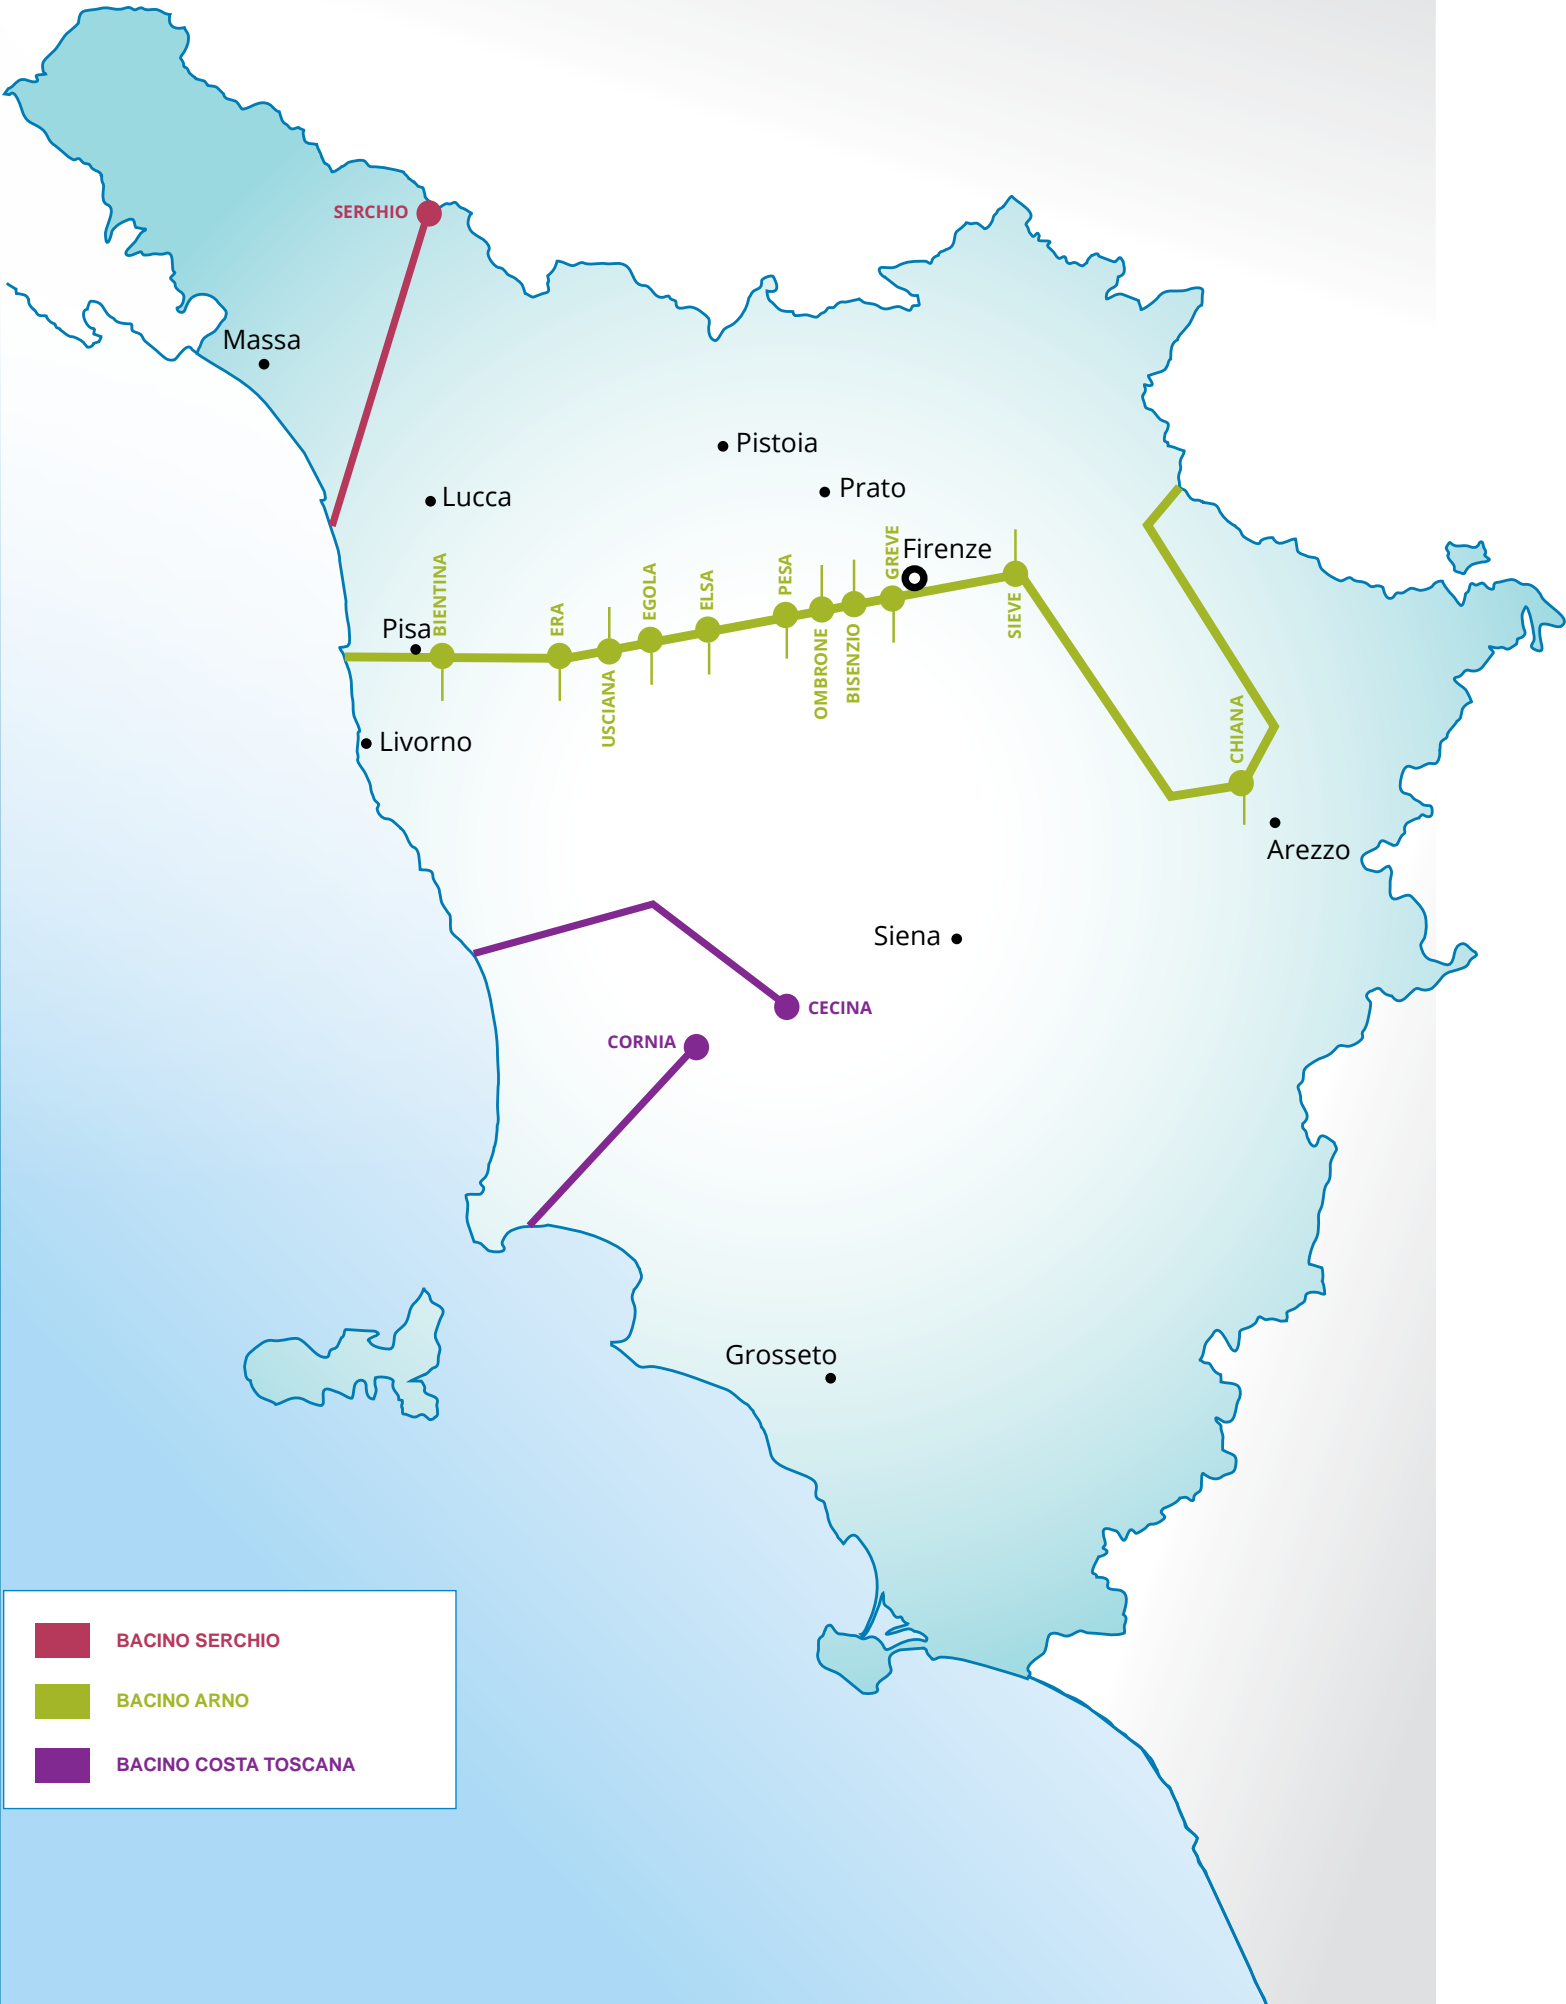 SERCHIO
Massa
Pistoia
Prato
Lucca
GREVE
Firenze
BIENTINA
PESA
EGOLA
ELSA
ERA
SIEVE
Pisa
OMBRONE
BISENZIO
USCIANA
CHIANA
Livorno
Arezzo
Siena
CECINA
CORNIA
Grosseto
BACINO SERCHIO
BACINO ARNO
BACINO COSTA TOSCANA